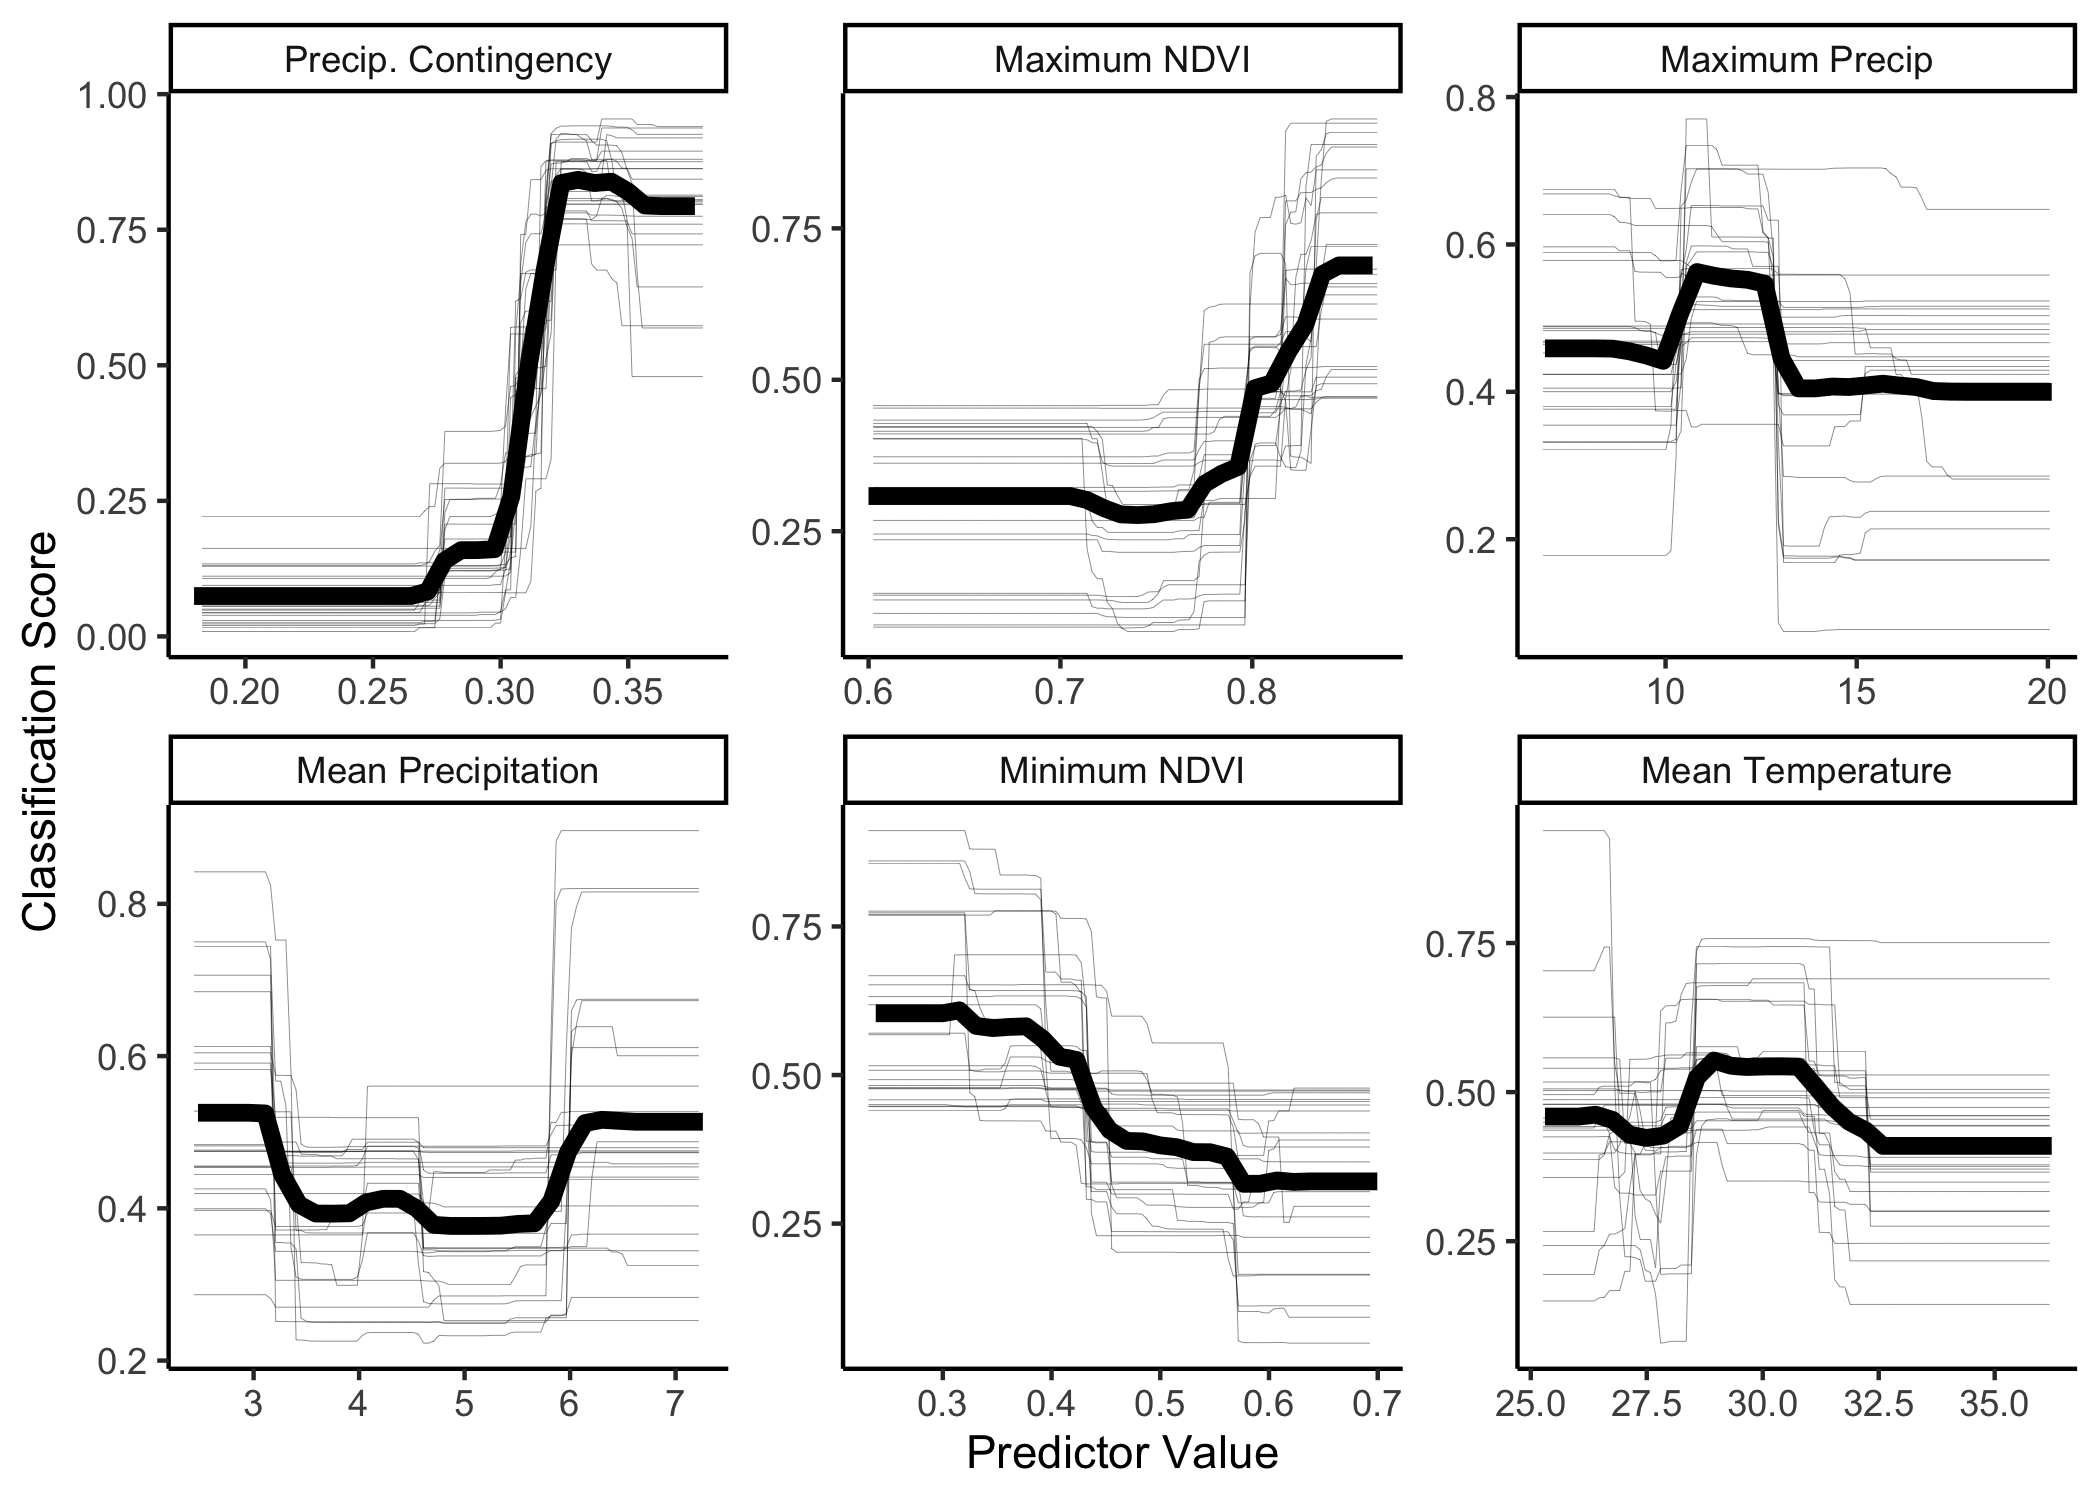 Precip. Contingency
Maximum NDVI
Maximum Precip
1.00
0.75
0.50
0.25
0.00
0.20 0.25 0.30 0.35
0.75
0.50
0.25
0.6 0.7 0.8
0.8
0.6
0.4
0.2
10 15 20
Classification Score
Mean Precipitation
Minimum NDVI
Mean Temperature
0.8
0.6
0.4
0.2
3 4 5 6 7
0.75
0.50
0.25
0.3 0.4 0.5 0.6 0.7
0.75
0.50
0.25
25.0 27.5 30.0 32.5 35.0
Predictor Value